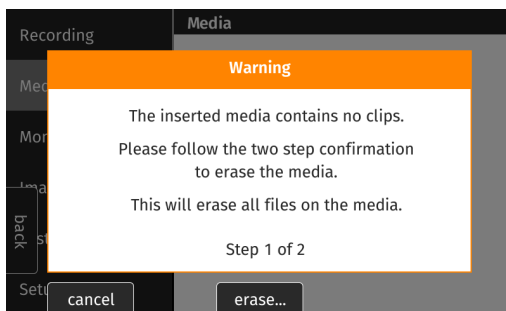 Recording
Media
Warning
The inserted media contains no clips.
Please follow the two step confirmation
to erase the media.
This will erase all files on the media.
Step 1 of 2
back
cancel
erase...